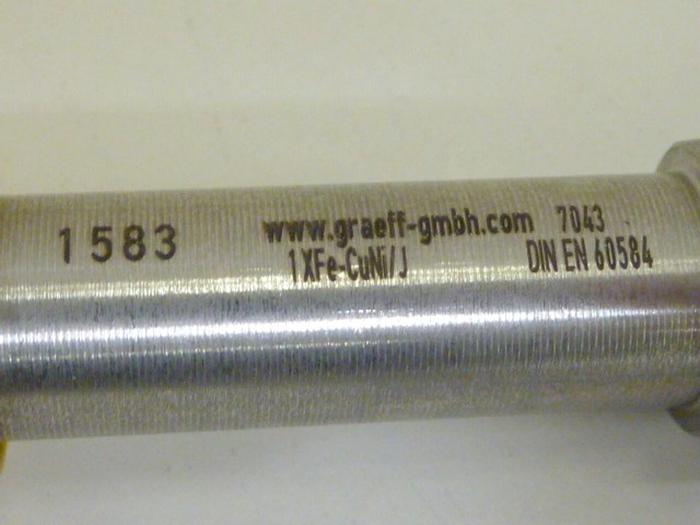 1583
www.graeff-gmbh.com 7043
1XFe-CuNi/J DIN EN 60584